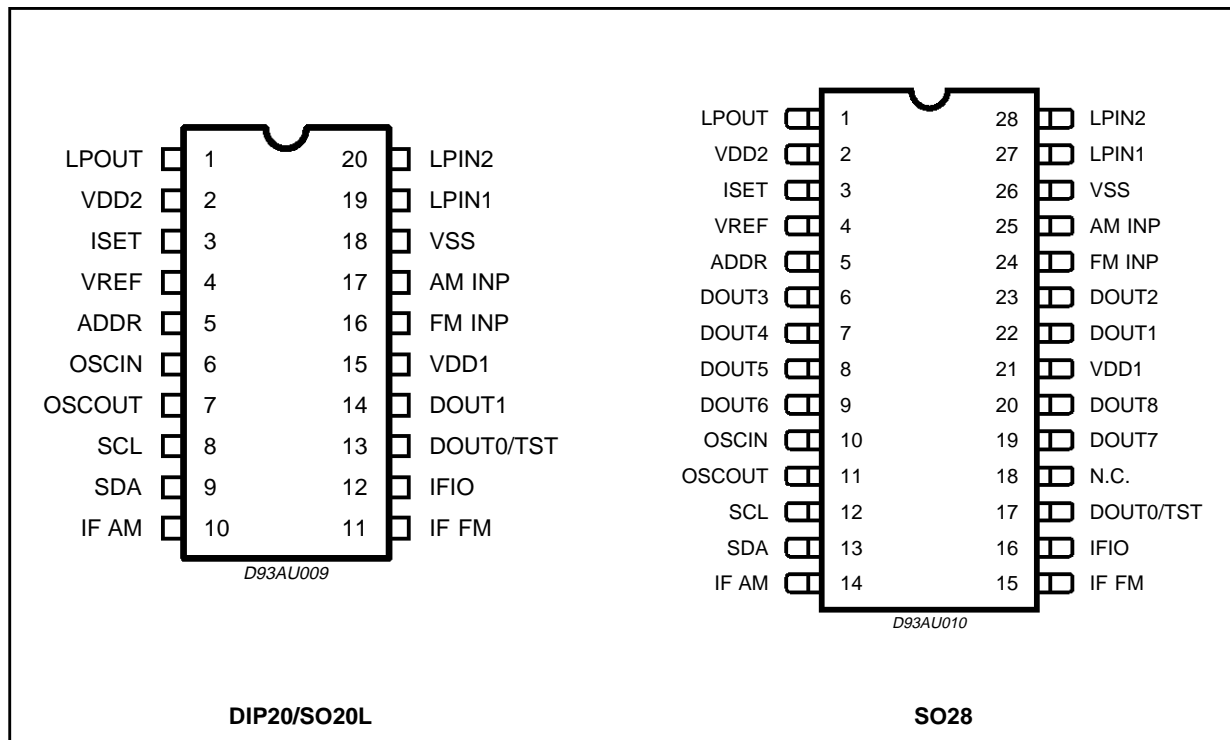 LPOUT 1 20 LPIN2
VDD2 2 19 LPIN1
ISET 3 18 VSS
VREF 4 17 AM INP
ADDR 5 16 FM INP
OSCIN 6 15 VDD1
OSCOUT 7 14 DOUT1
SCL 8 13 DOUT0/TST
SDA 9 12 IFIO
IF AM 10 11 IF FM
D93AU009
DIP20/SO20L
LPOUT 1 28 LPIN2
VDD2 2 27 LPIN1
ISET 3 26 VSS
VREF 4 25 AM INP
ADDR 5 24 FM INP
DOUT3 6 23 DOUT2
DOUT4 7 22 DOUT1
DOUT5 8 21 VDD1
DOUT6 9 20 DOUT8
OSCIN 10 19 DOUT7
OSCOUT 11 18 N.C.
SCL 12 17 DOUT0/TST
SDA 13 16 IFIO
IF AM 14 15 IF FM
D93AU010
SO28